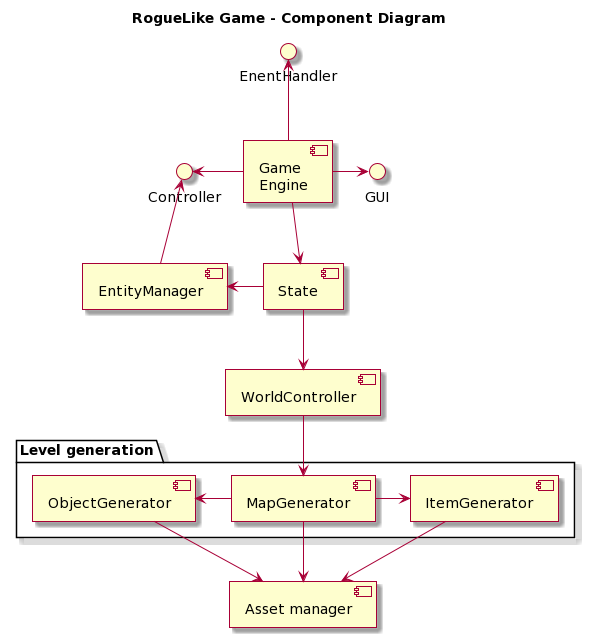 RogueLike Game - Component Diagram
EnentHandler
Game
Engine
Controller
GUI
EntityManager
State
WorldController
Level generation
ObjectGenerator
MapGenerator
ItemGenerator
Asset manager